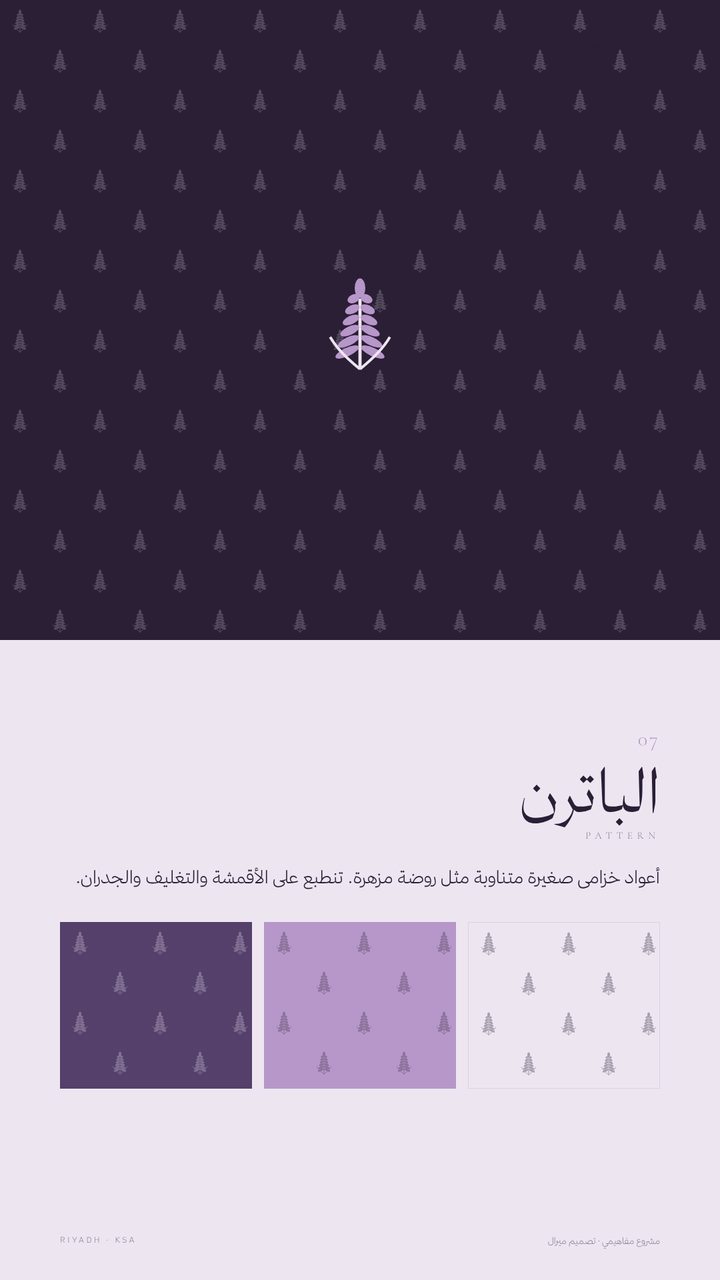 07
الباترن
PATTERN
أعواد خزامى صغيرة متناوبة مثل روضة مزهرة. تنطبع على الأقمشة والتغليف والجدران.
مشروع مفاهيمي · تصميم ميرال
RIYADH · KSA